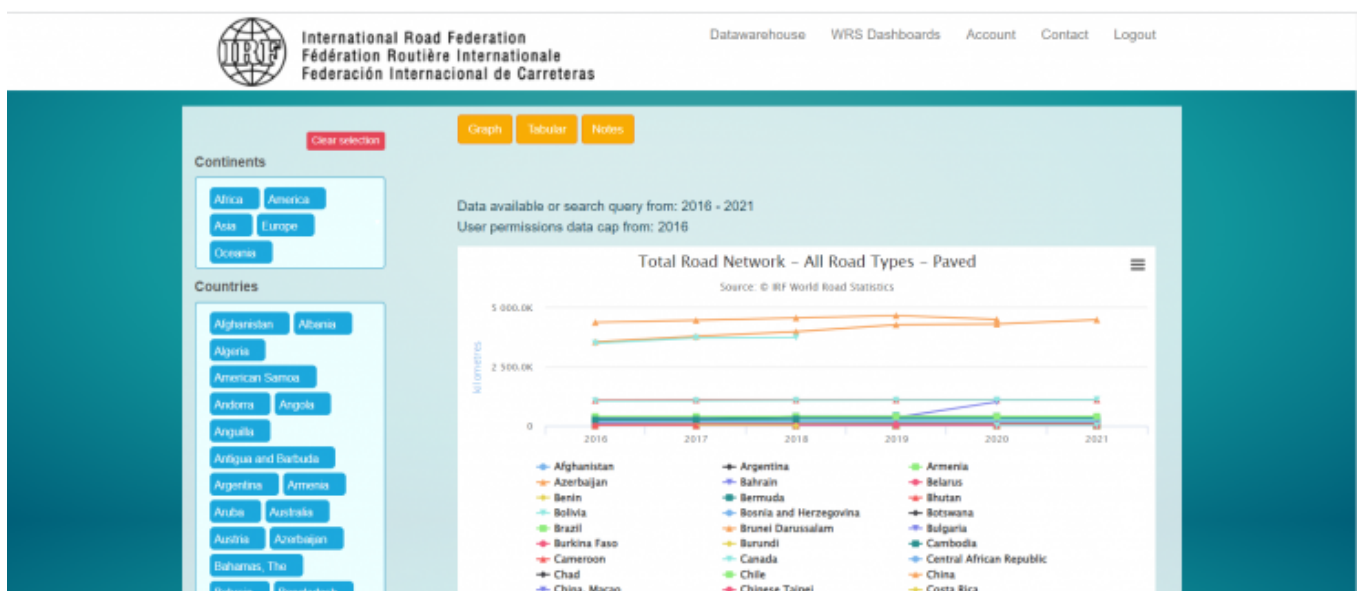 IRF
International Road Federation
Fédération Routière Internationale
Federación Internacional de Carreteras
Datawarehouse WRS Dashboards Account Contact Logout
Clear selection
Continents
Africa America
Asia Europe
Oceania
Countries
Afghanistan Albania
Algeria
American Samoa
Andorra Angola
Anguilla
Antigua and Barbuda
Argentina Armenia
Aruba Australia
Austria Azerbaijan
Bahamas, The
Graph Tabular Notes
Data available or search query from: 2016 - 2021
User permissions data cap from: 2016
Total Road Network – All Road Types – Paved
Source: © IRF World Road Statistics
kilometres
5 000.0K
2 500.0K
0
2016 2017 2018 2019 2020 2021
Afghanistan Argentina Armenia
Azerbaijan Bahrain Belarus
Benin Bermuda Bhutan
Bolivia Bosnia and Herzegovina Botswana
Brazil Brunei Darussalam Bulgaria
Burkina Faso Burundi Cambodia
Cameroon Canada Central African Republic
Chad Chile China
China, Macao Chinese Taipei Costa Rica